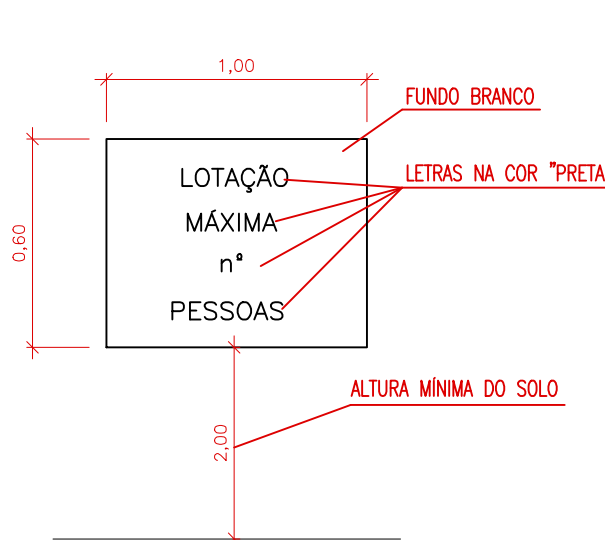 1,00
FUNDO BRANCO
LOTAÇÃO
LETRAS NA COR "PRETA
MÁXIMA
0,60
nª
PESSOAS
ALTURA MÍNIMA DO SOLO
2,00